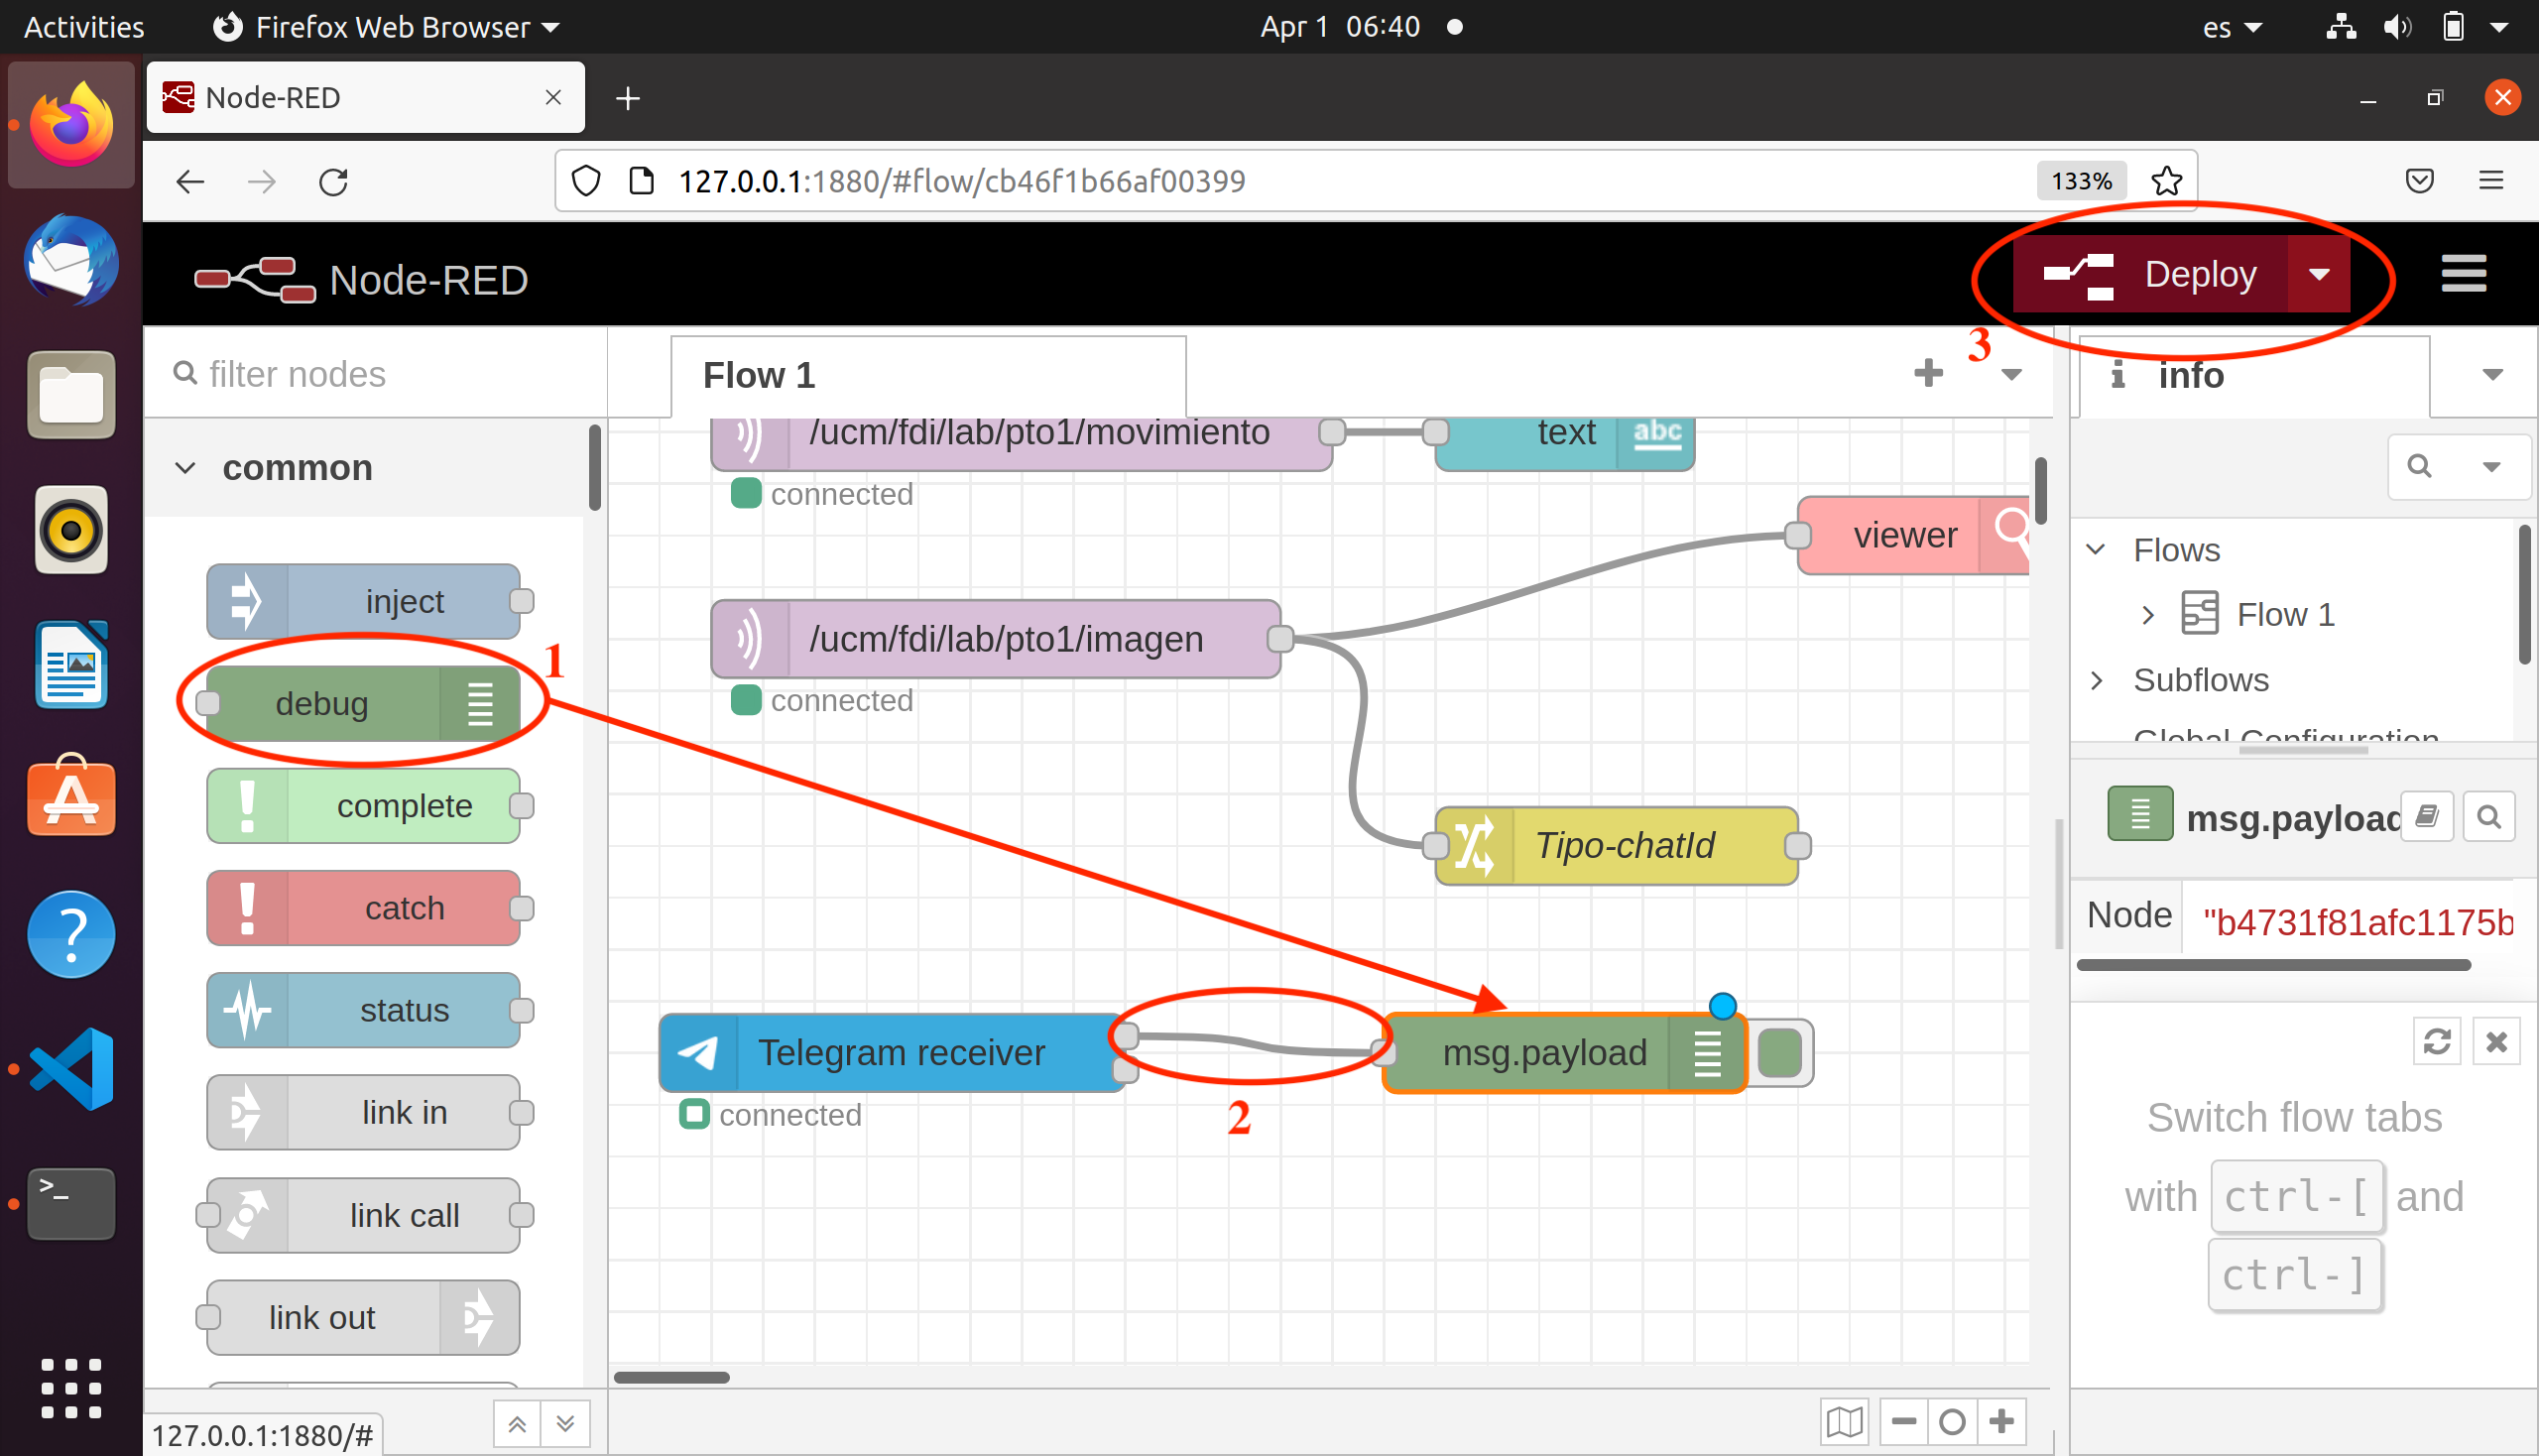 Activities
Firefox Web Browser
Apr 1 06:40
es
Node-RED
127.0.0.1:1880/#flow/cb46f1b66af00399
133%
Node-RED
Deploy
3
filter nodes
Flow 1
info
common
/ucm/fdi/lab/pto1/movimiento
text
abc
connected
viewer
Flows
inject
/ucm/fdi/lab/pto1/imagen
Flow 1
1
debug
connected
Subflows
Global Configuration
complete
Tipo-chatId
msg.payload
catch
Node
"b4731f81afc1175b
status
Telegram receiver
msg.payload
link in
connected
2
Switch flow tabs
with ctrl-[ and
ctrl-]
link call
link out
127.0.0.1:1880/#